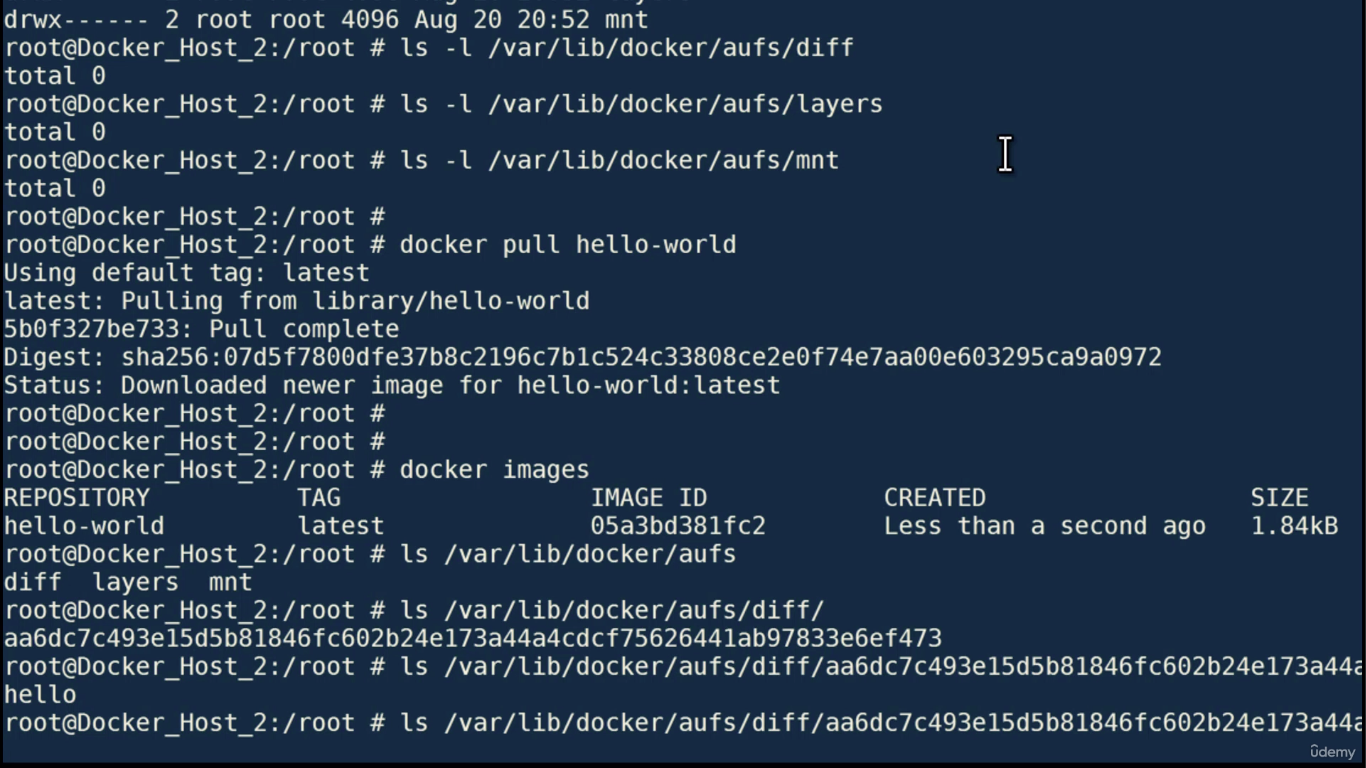 drwx------ 2 root root 4096 Aug 20 20:52 mnt
root@Docker_Host_2:/root # ls -l /var/lib/docker/aufs/diff
total 0
root@Docker_Host_2:/root # ls -l /var/lib/docker/aufs/layers
total 0
root@Docker_Host_2:/root # ls -l /var/lib/docker/aufs/mnt
total 0
root@Docker_Host_2:/root #
root@Docker_Host_2:/root # docker pull hello-world
Using default tag: latest
latest: Pulling from library/hello-world
5b0f327be733: Pull complete
Digest: sha256:07d5f7800dfe37b8c2196c7b1c524c33808ce2e0f74e7aa00e603295ca9a0972
Status: Downloaded newer image for hello-world:latest
root@Docker_Host_2:/root #
root@Docker_Host_2:/root #
root@Docker_Host_2:/root # docker images
REPOSITORY TAG IMAGE ID CREATED SIZE
hello-world latest 05a3bd381fc2 Less than a second ago 1.84kB
root@Docker_Host_2:/root # ls /var/lib/docker/aufs
diff layers mnt
root@Docker_Host_2:/root # ls /var/lib/docker/aufs/diff/
aa6dc7c493e15d5b81846fc602b24e173a44a4cdcf75626441ab97833e6ef473
root@Docker_Host_2:/root # ls /var/lib/docker/aufs/diff/aa6dc7c493e15d5b81846fc602b24e173a44a
hello
root@Docker_Host_2:/root # ls /var/lib/docker/aufs/diff/aa6dc7c493e15d5b81846fc602b24e173a44a
ûdemy